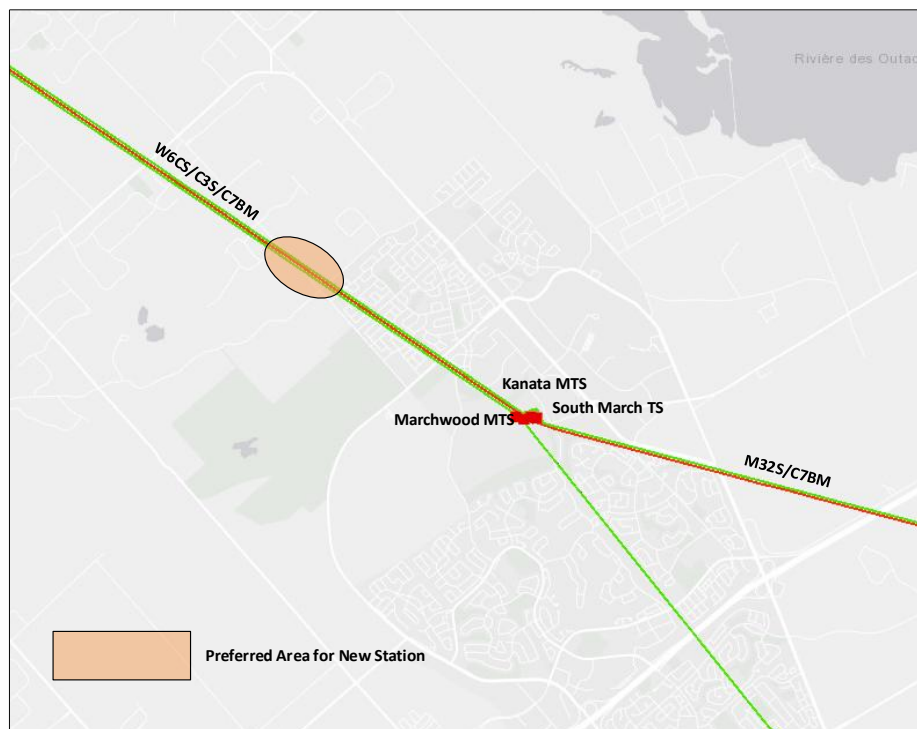 Rivière des Outao
W6CS/C3S/C7BM
Kanata MTS
South March TS
Marchwood MTS
M32S/C7BM
Preferred Area for New Station